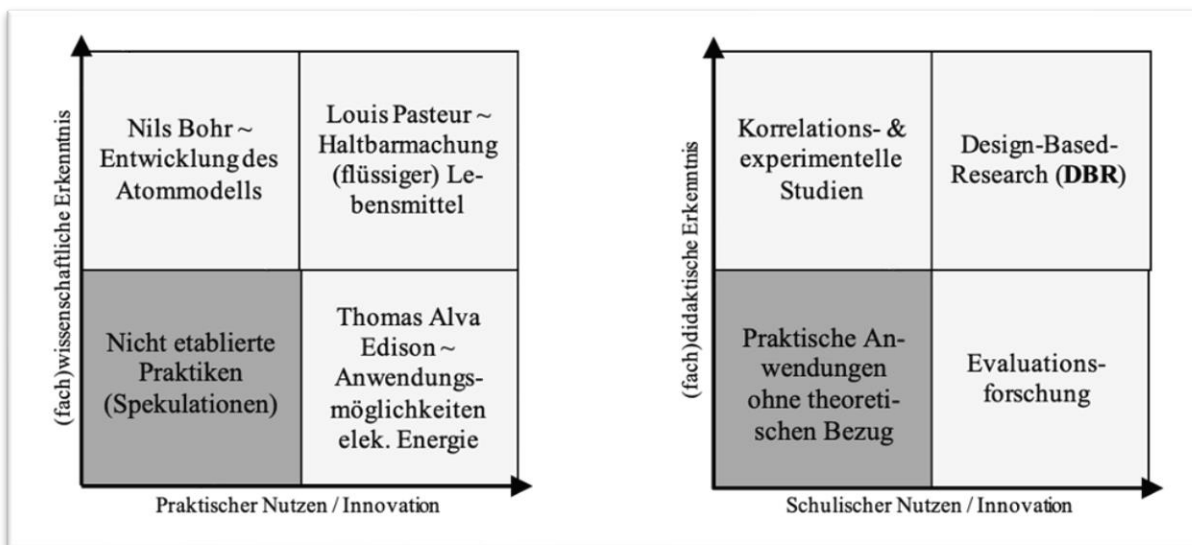 (fach)wissenschaftliche Erkenntnis
Nils Bohr ~
Entwicklung des
Atommodells
Louis Pasteur ~
Haltbarmachung
(flüssiger) Le-
bensmittel
Nicht etablierte
Praktiken
(Spekulationen)
Thomas Alva
Edison ~
Anwendungs-
möglichkeiten
elek. Energie
Praktischer Nutzen / Innovation
(fach)didaktische Erkenntnis
Korrelations- &
experimentelle
Studien
Design-Based-
Research (DBR)
Praktische An-
wendungen
ohne theoreti-
schen Bezug
Evaluations-
forschung
Schulischer Nutzen / Innovation